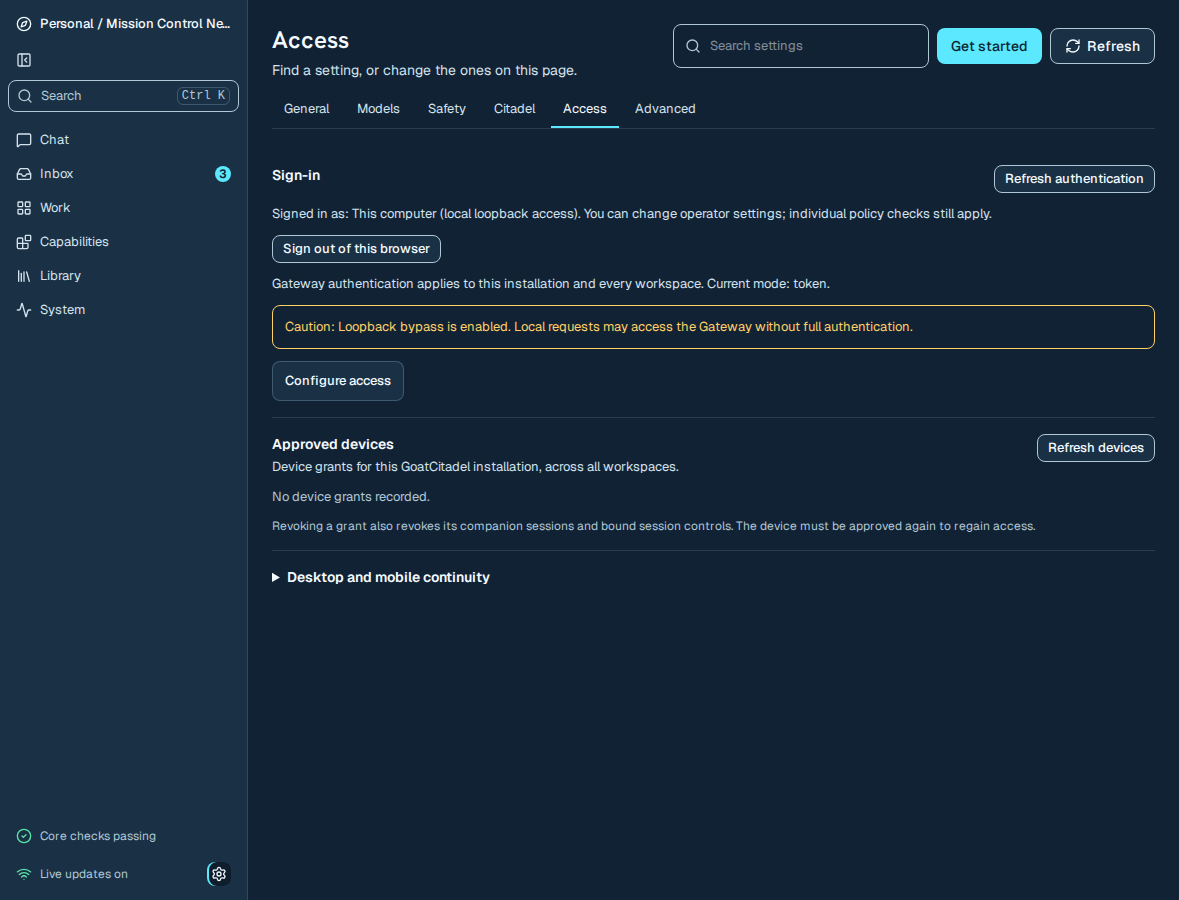 Personal / Mission Control Ne...
Search
Ctrl K
Chat
Inbox
3
Work
Capabilities
Library
System
Core checks passing
Live updates on
Access
Find a setting, or change the ones on this page.
Search settings
Get started
Refresh
General
Models
Safety
Citadel
Access
Advanced
Sign-in
Refresh authentication
Signed in as: This computer (local loopback access). You can change operator settings; individual policy checks still apply.
Sign out of this browser
Gateway authentication applies to this installation and every workspace. Current mode: token.
Caution: Loopback bypass is enabled. Local requests may access the Gateway without full authentication.
Configure access
Approved devices
Refresh devices
Device grants for this GoatCitadel installation, across all workspaces.
No device grants recorded.
Revoking a grant also revokes its companion sessions and bound session controls. The device must be approved again to regain access.
Desktop and mobile continuity